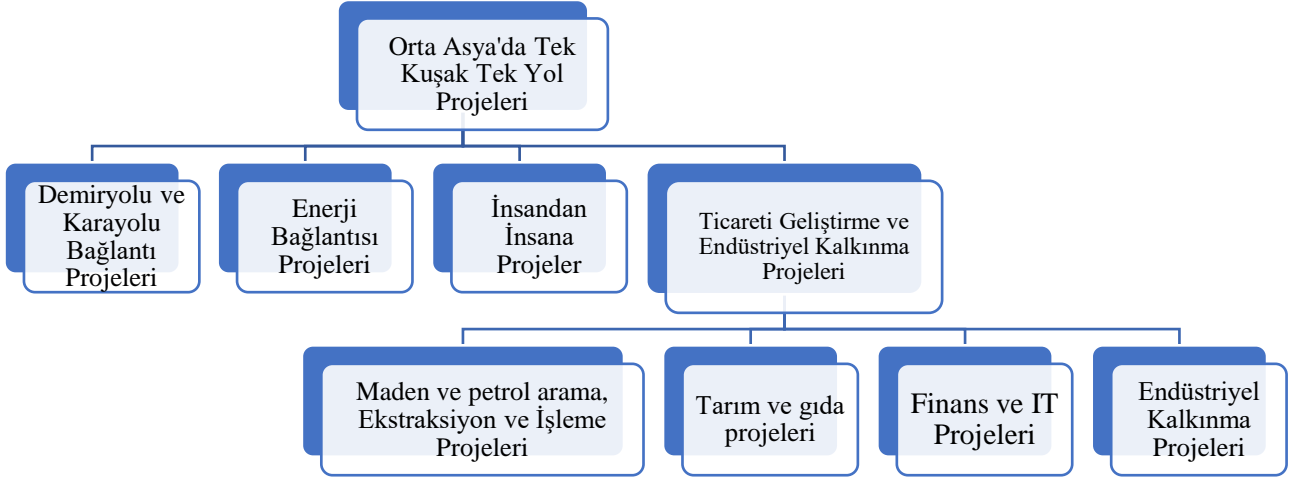 Orta Asya'da Tek
Kuşak Tek Yol
Projeleri
Demiryolu ve
Karayolu
Bağlantı
Projeleri
Enerji
Bağlantısı
Projeleri
İnsandan
İnsana
Projeler
Ticareti Geliştirme ve
Endüstriyel Kalkınma
Projeleri
Maden ve petrol arama,
Ekstraksiyon ve İşleme
Projeleri
Tarım ve gıda
projeleri
Finans ve IT
Projeleri
Endüstriyel
Kalkınma
Projeleri